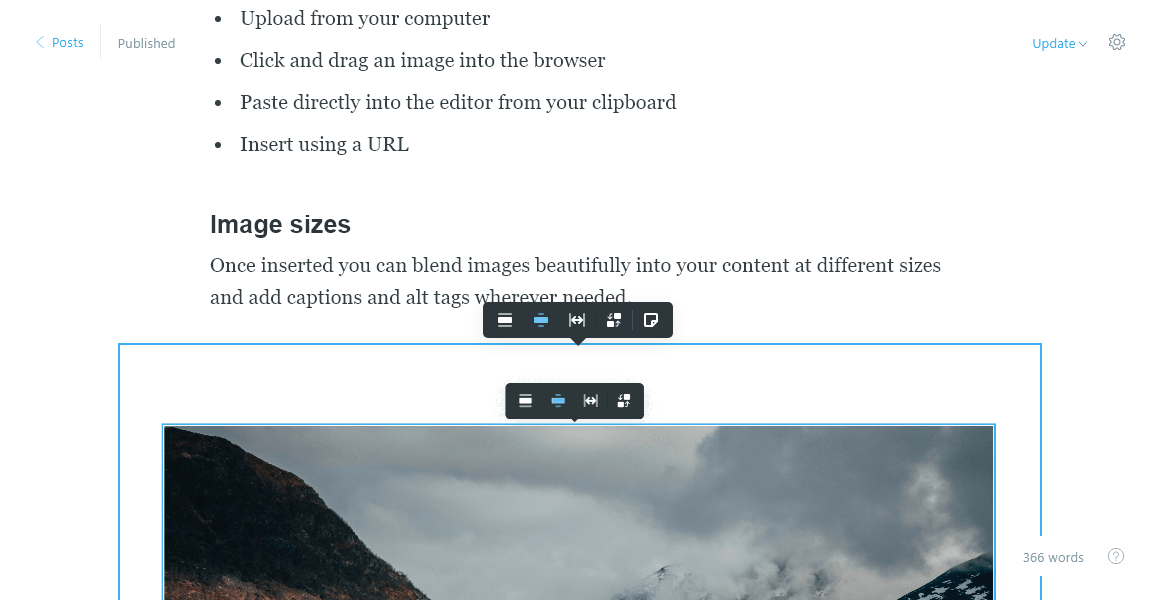 Upload from your computer
Posts
Published
Update
Click and drag an image into the browser
Paste directly into the editor from your clipboard
Insert using a URL
Image sizes
Once inserted you can blend images beautifully into your content at different sizes
and add captions and alt tags wherever needed.
366 words
?